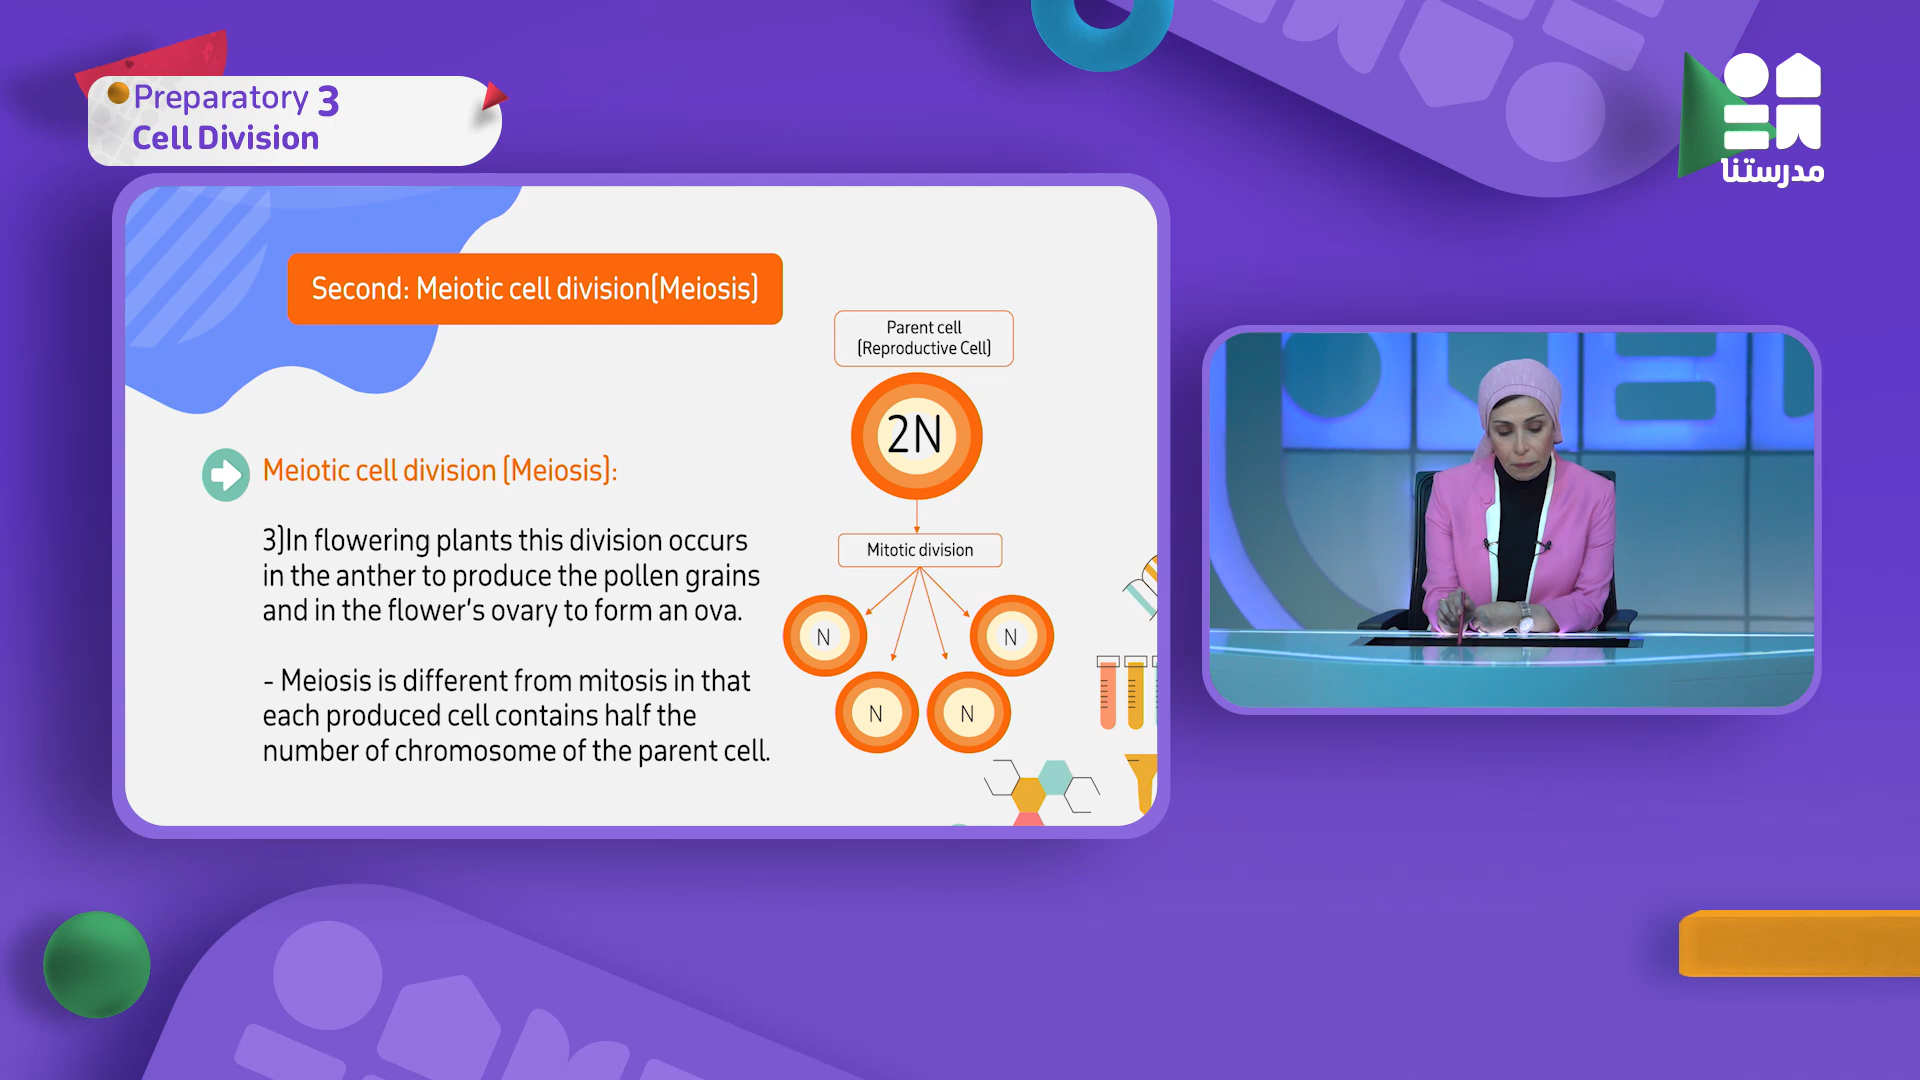 Preparatory 3
Cell Division
مدرستنا
Second: Meiotic cell division(Meiosis)
Meiotic cell division (Meiosis):
3)In flowering plants this division occurs
in the anther to produce the pollen grains
and in the flower's ovary to form an ova.
- Meiosis is different from mitosis in that
each produced cell contains half the
number of chromosome of the parent cell.
Parent cell
(Reproductive Cell)
2N
Mitotic division
N
N
N
N